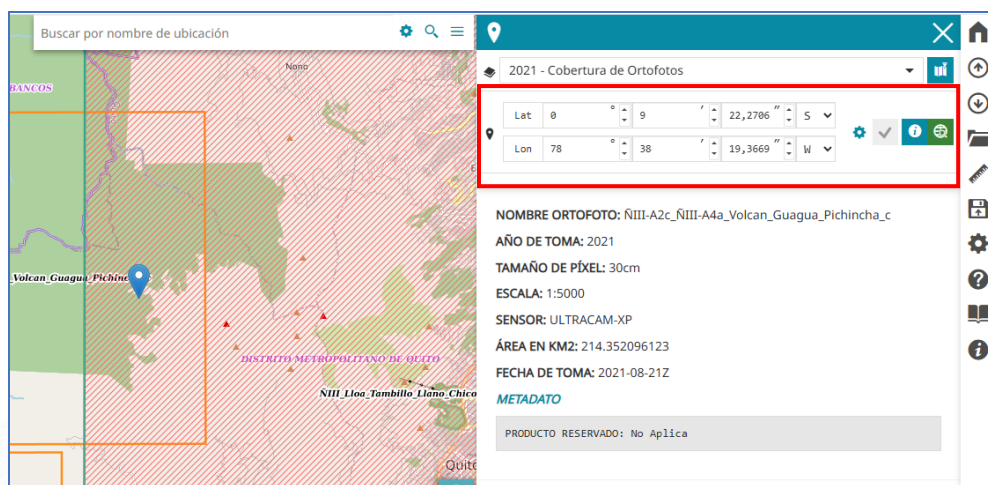 Buscar por nombre de ubicación
Nono
BANCOS
_Volcan_Guagua_Pichinc
DISTRITO METROPOLITANO DE QUITO
ÑIII_Lloa_Tambillo_Llano_Chico
Quito
2021 - Cobertura de Ortofotos
Lat 0 ° 9 ′ 22,2706 ″ S
Lon 78 ° 38 ′ 19,3669 ″ W
NOMBRE ORTOFOTO: ÑIII-A2c_ÑIII-A4a_Volcan_Guagua_Pichincha_c
AÑO DE TOMA: 2021
TAMAÑO DE PÍXEL: 30cm
ESCALA: 1:5000
SENSOR: ULTRACAM-XP
ÁREA EN KM2: 214.352096123
FECHA DE TOMA: 2021-08-21Z
METADATO
PRODUCTO RESERVADO: No Aplica